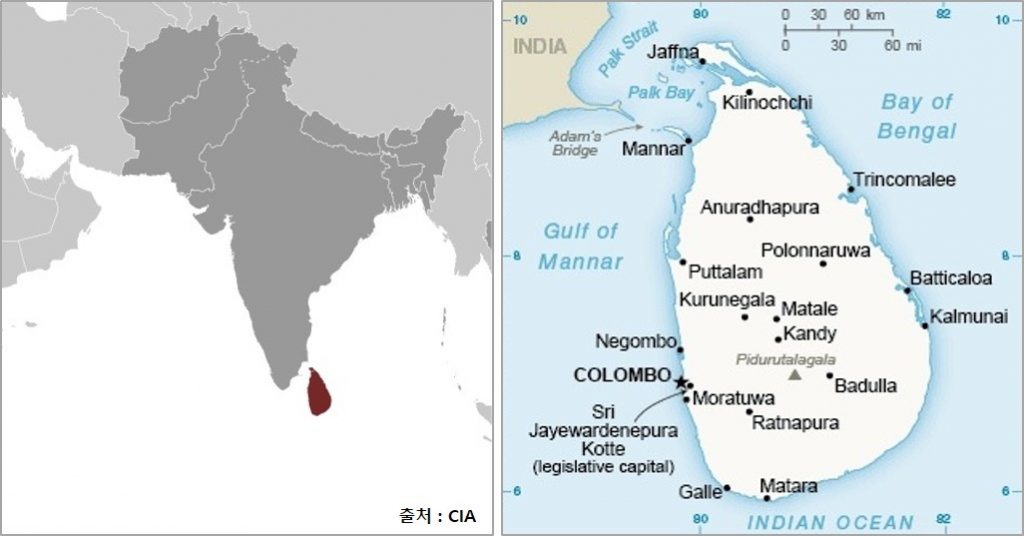 출처 : CIA
10
80
0 30 60 km
0 30 60 mi
82
10
INDIA
Palk Strait
Jaffna
Palk Bay
Kilinochchi
Bay of
Bengal
Adam's
Bridge
Mannar
Trincomalee
Anuradhapura
Gulf of
Mannar
Polonnaruwa
8
8
Puttalam
Batticaloa
Kurunegala
Matale
Kalmunai
Kandy
Negombo
Pidurutalagala
COLOMBO
Badulla
Moratuwa
Sri
Jayewardenepura
Kotte
(legislative capital)
Ratnapura
Galle
Matara
6
6
80
INDIAN OCEAN
82